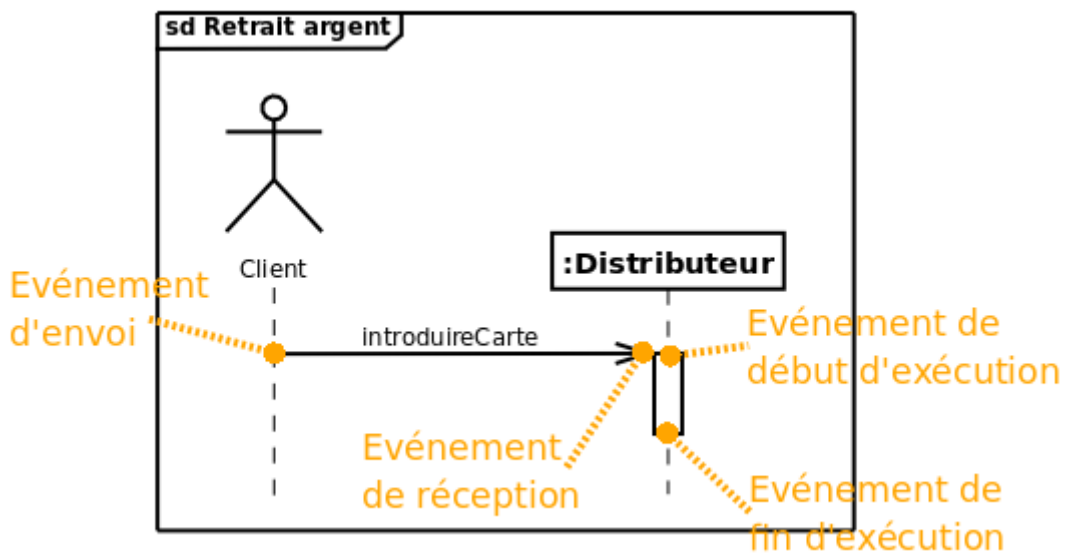 sd Retrait argent
Client
:Distributeur
Evénement
d'envoi
introduireCarte
Evénement de
début d'exécution
Evénement
de réception
Evénement de
fin d'exécution